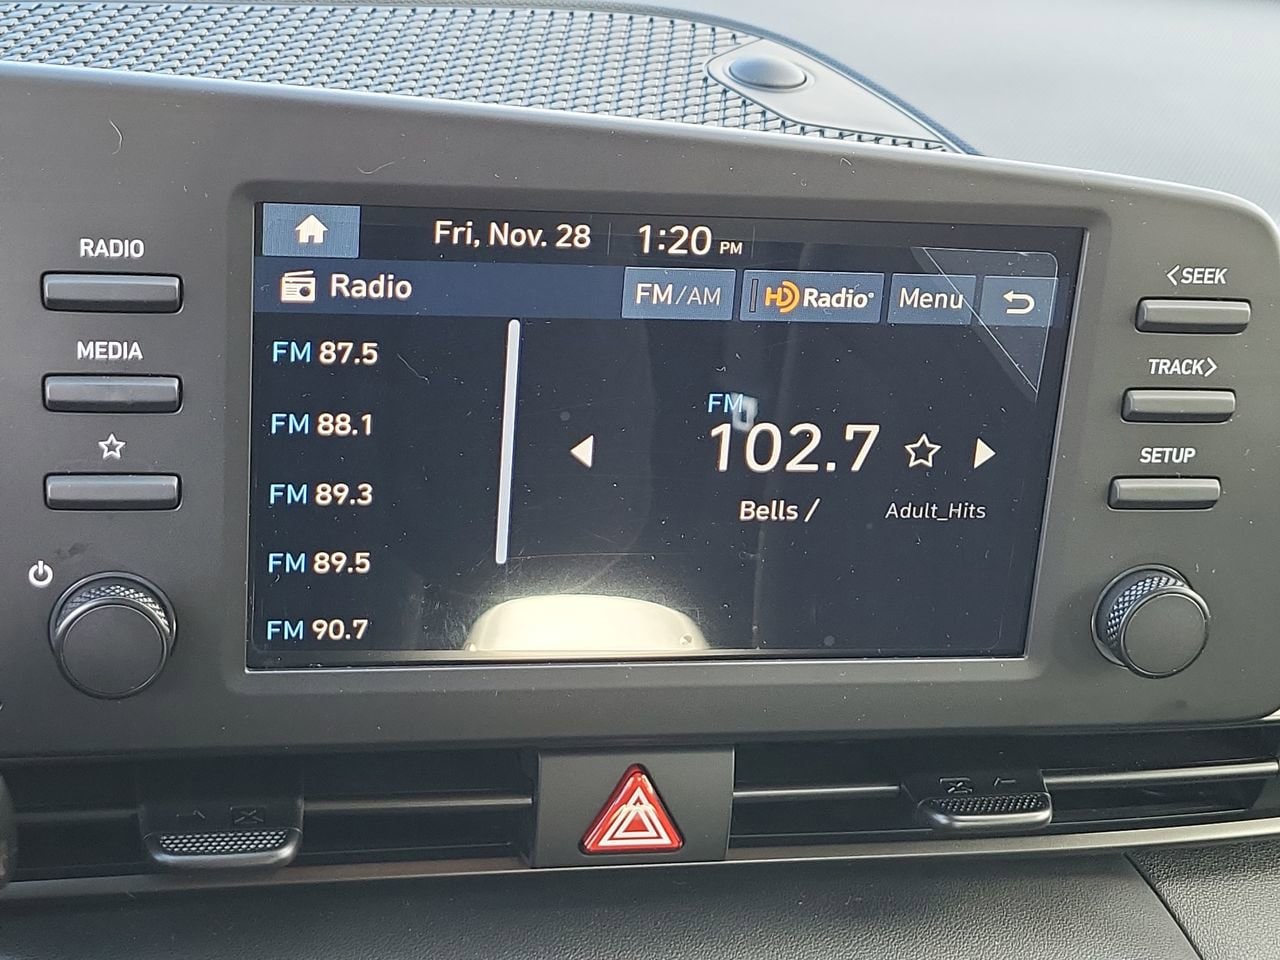 Fri, Nov. 28 1:20 PM
RADIO
Radio FM/AM HD Radio® Menu
<SEEK
FM 87.5
MEDIA
TRACK>
FM
FM 88.1
102.7
FM 89.3
SETUP
Bells / Adult_Hits
FM 89.5
FM 90.7